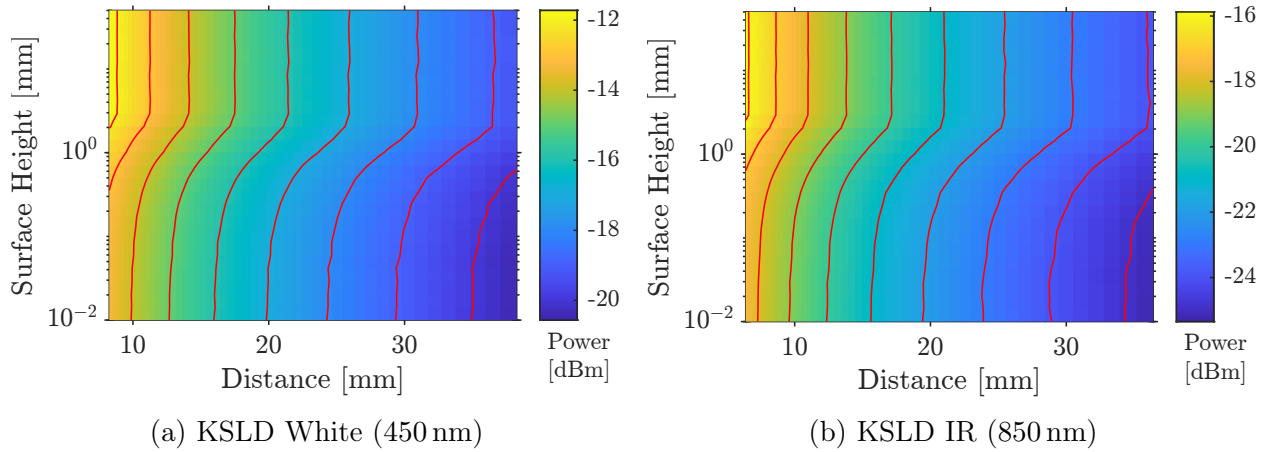 Surface Height [mm]
10^0
10^-2
10
20
30
Distance [mm]
-12
-14
-16
-18
-20
Power
[dBm]
(a) KSLD White (450 nm)
Surface Height [mm]
10^0
10^-2
10
20
30
Distance [mm]
-16
-18
-20
-22
-24
Power
[dBm]
(b) KSLD IR (850 nm)